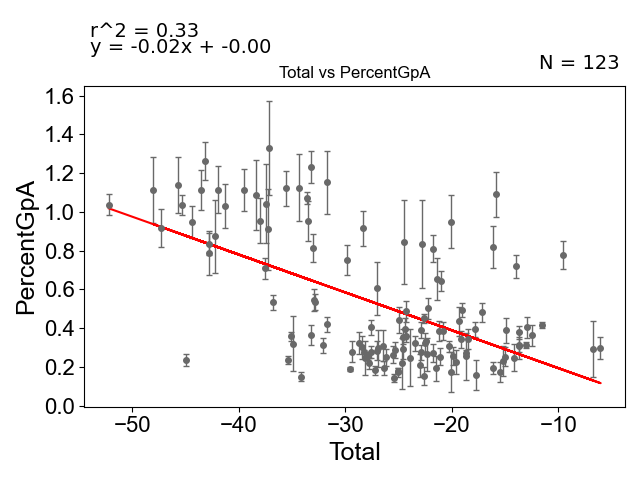 r^2 = 0.33
y = -0.02x + -0.00
N = 123
Total vs PercentGpA
1.6
1.4
1.2
1.0
0.8
0.6
0.4
0.2
0.0
PercentGpA
−50 −40 −30 −20 −10
Total